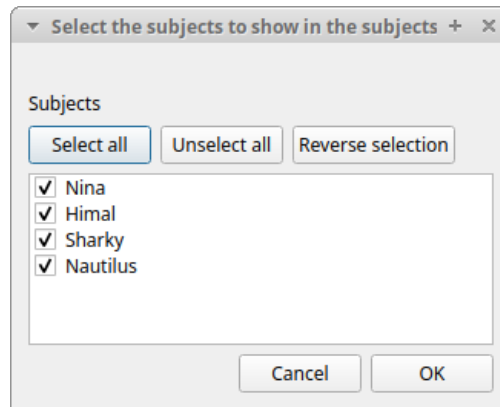 Select the subjects to show in the subjects
Subjects
Select all Unselect all Reverse selection
Nina
Himal
Sharky
Nautilus
Cancel OK